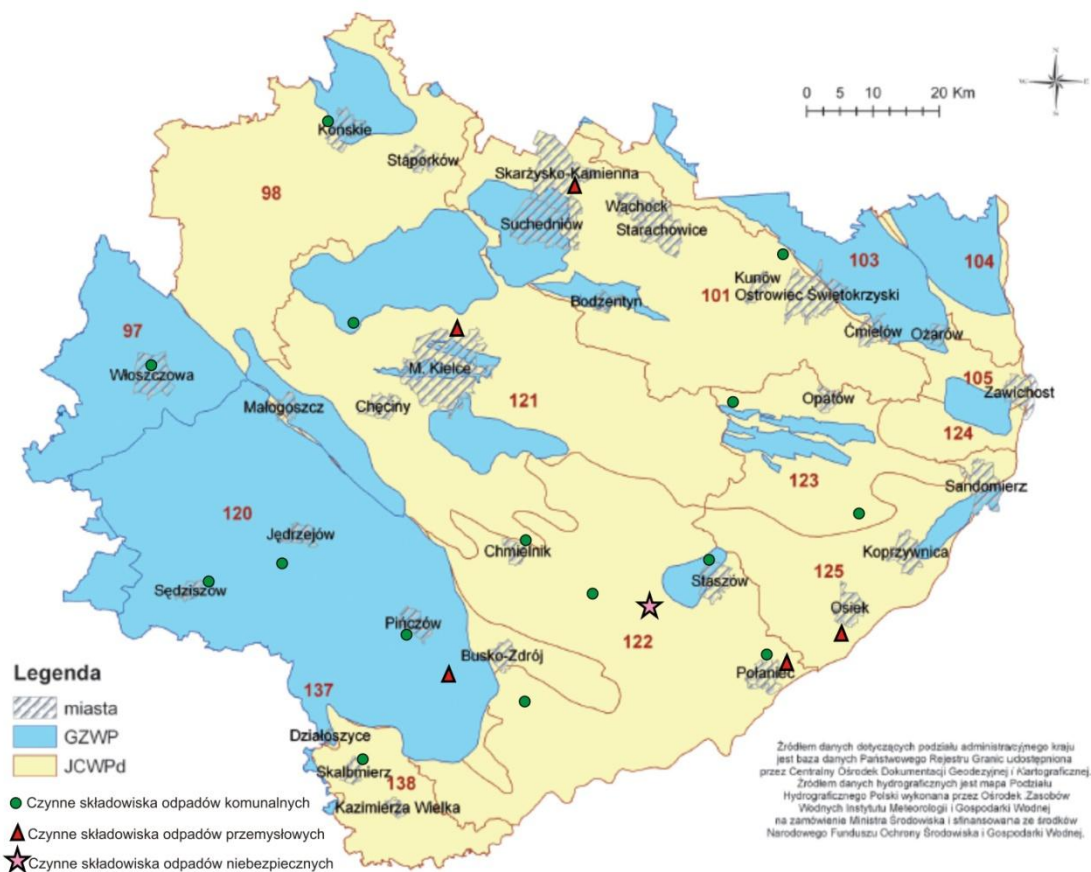 0 5 10 20 Km
N
W E
S
Końskie
Stąporków
Skarżysko-Kamienna
98
Suchedniów
Wąchock
Starachowice
103
104
Kunów
101
Ostrowiec Świętokrzyski
Bodzentyn
Ćmielów
Ożarów
97
Włoszczowa
M. Kielce
105
Zawichost
Małogoszcz
Chęciny
121
Opatów
124
123
Sandomierz
120
Jędrzejów
Chmielnik
Koprzywnica
Sędziszów
Staszów
125
Osiek
Pińczów
122
Busko-Zdrój
Połaniec
137
Działoszyce
Skalbmierz
138
Kazimierza Wielka
Legenda
miasta
GZWP
JCWPd
Czynne składowiska odpadów komunalnych
Czynne składowiska odpadów przemysłowych
Czynne składowiska odpadów niebezpiecznych
Źródłem danych dotyczących podziału administracyjnego kraju
jest baza danych Państwowego Rejestru Granic udostępniona
przez Centralny Ośrodek Dokumentacji Geodezyjnej i Kartograficznej.
Źródłem danych hydrograficznych jest mapa Podziału
Hydrograficznego Polski wykonana przez Ośrodek Zasobów
Wodnych Instytutu Meteorologii i Gospodarki Wodnej
na zamówienie Ministra Środowiska i sfinansowana ze środków
Narodowego Funduszu Ochrony Środowiska i Gospodarki Wodnej.